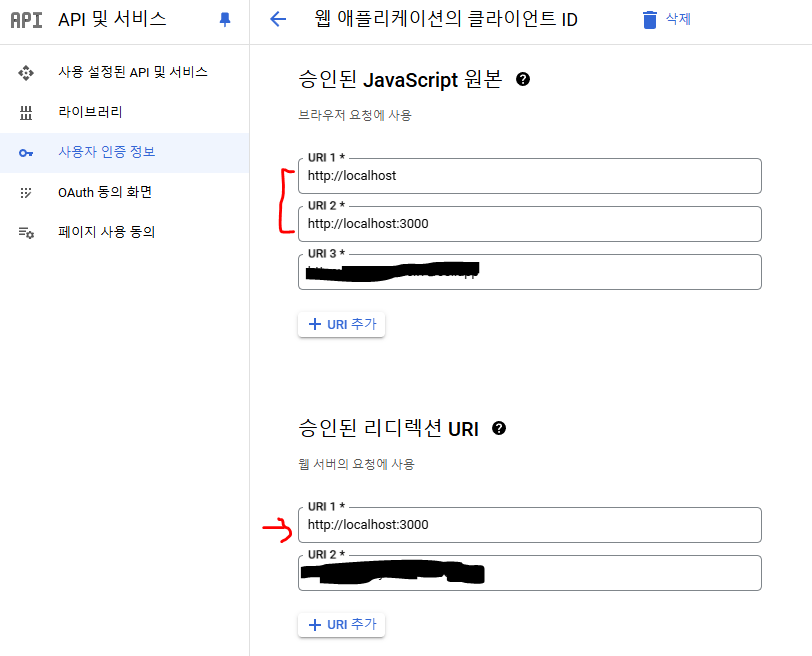 API API 및 서비스
웹 애플리케이션의 클라이언트 ID
삭제
사용 설정된 API 및 서비스
라이브러리
사용자 인증 정보
OAuth 동의 화면
페이지 사용 동의
승인된 JavaScript 원본
브라우저 요청에 사용
URI 1 *
http://localhost
URI 2 *
http://localhost:3000
URI 3 *
+ URI 추가
승인된 리디렉션 URI
웹 서버의 요청에 사용
URI 1 *
http://localhost:3000
URI 2 *
+ URI 추가